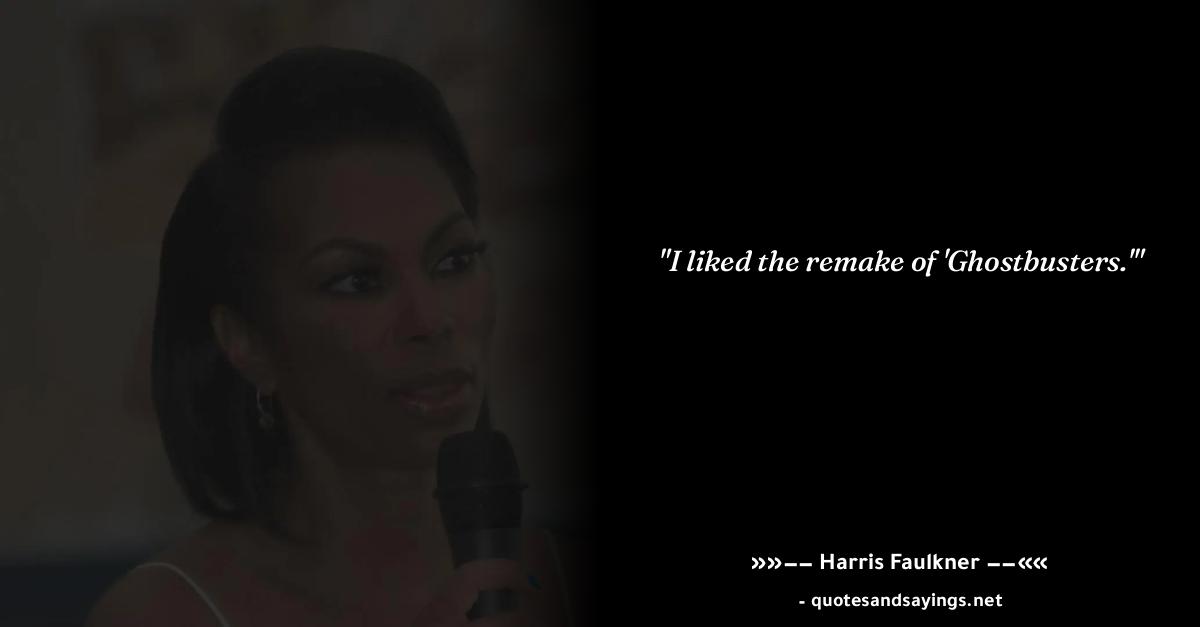 "I liked the remake of 'Ghostbusters.'"
»»–– Harris Faulkner ––««
- quotesandsayings.net